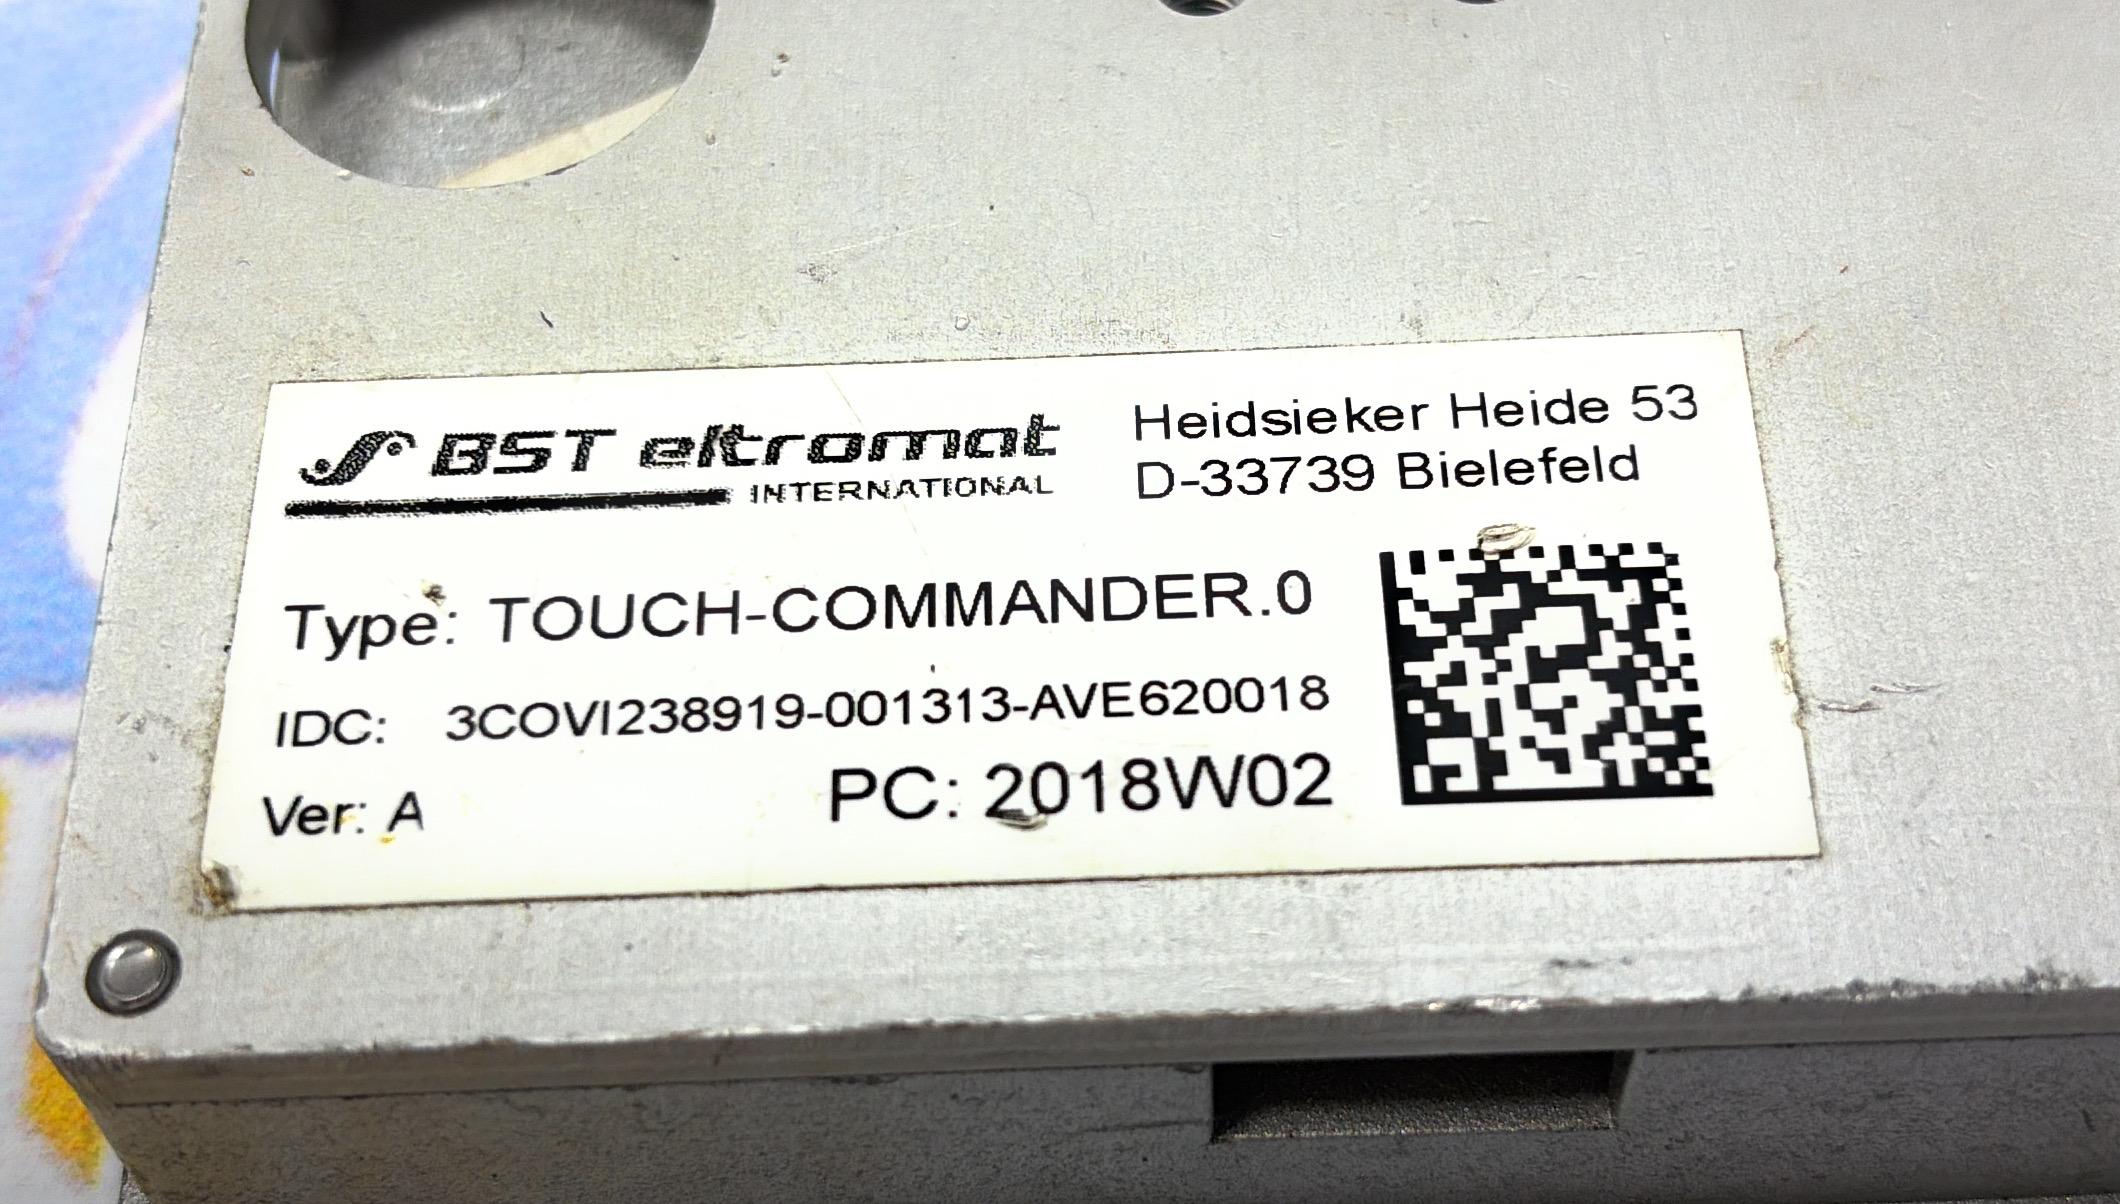 BST eltromat
INTERNATIONAL
Heidsieker Heide 53
D-33739 Bielefeld
Type: TOUCH-COMMANDER.0
IDC: 3COVI238919-001313-AVE620018
Ver: A
PC: 2018W02